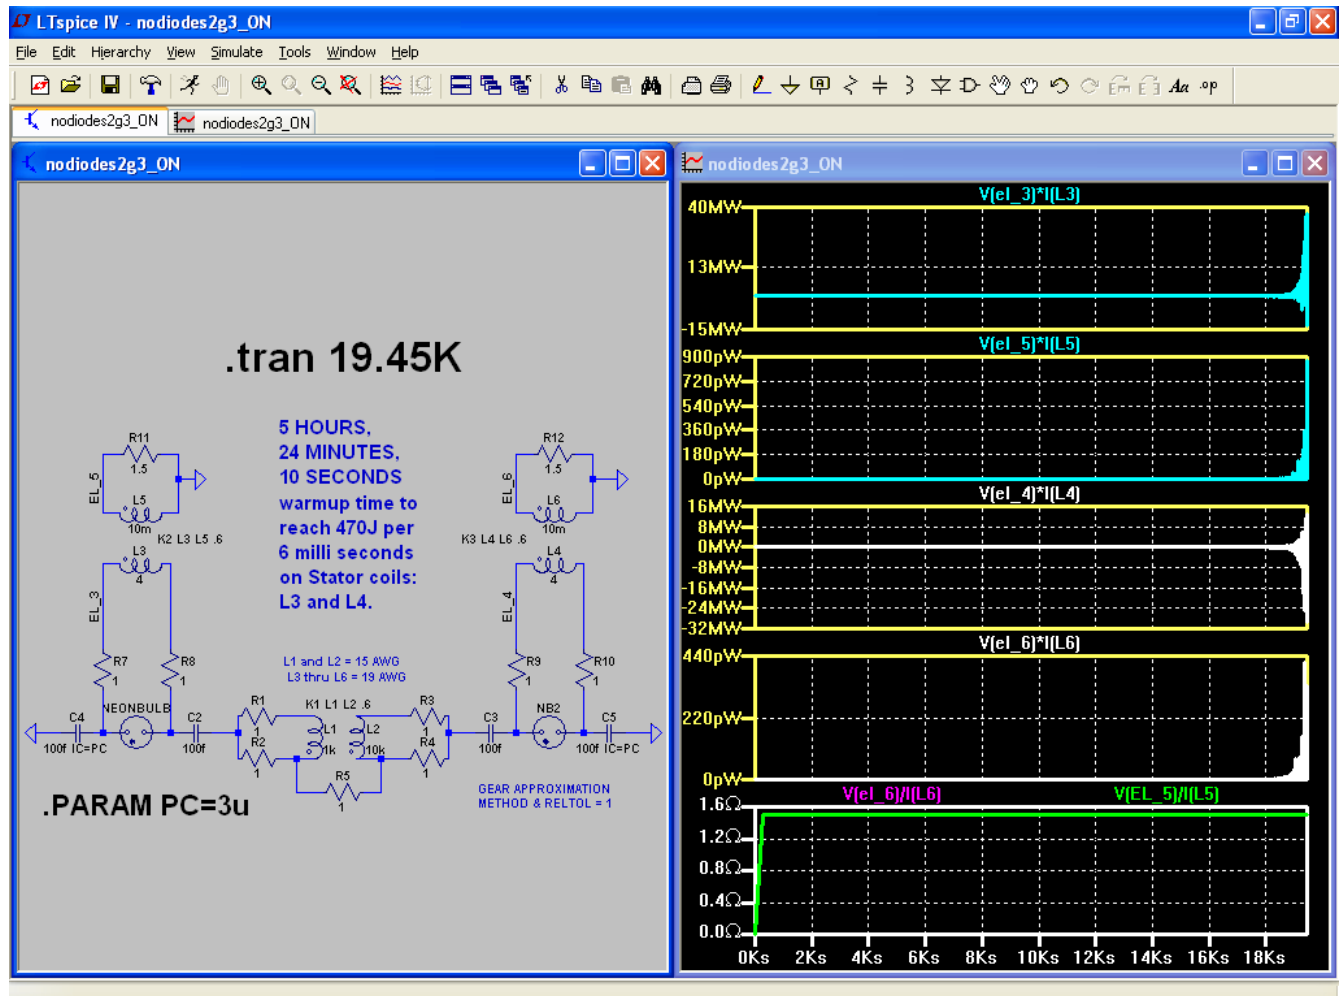 LTspice IV - nodiodes2g3_ON
File Edit Hierarchy View Simulate Tools Window Help
Aa .op
nodiodes2g3_ON nodiodes2g3_ON
nodiodes2g3_ON
.tran 19.45K
5 HOURS,
24 MINUTES,
10 SECONDS
warmup time to
reach 470J per
6 milli seconds
on Stator coils:
L3 and L4.
R11
1.5
EL_5
L5
10m
K2 L3 L5 .6
L3
4
EL_3
R7
1
R8
1
R12
1.5
EL_6
L6
10m
K3 L4 L6 .6
L4
4
EL_4
R9
1
R10
1
L1 and L2 = 15 AWG
L3 thru L6 = 19 AWG
C4
100f IC=PC
NEONBULB
C2
100f
R1
1
R2
1
K1 L1 L2 .6
L1
1k
L2
10k
R3
1
R4
1
R5
1
C3
100f
NB2
C5
100f IC=PC
GEAR APPROXIMATION
METHOD & RELTOL = 1
.PARAM PC=3u
nodiodes2g3_ON
V(el_3)*I(L3)
40MW
13MW
-15MW
V(el_5)*I(L5)
900pW
720pW
540pW
360pW
180pW
0pW
V(el_4)*I(L4)
16MW
8MW
0MW
-8MW
-16MW
-24MW
-32MW
V(el_6)*I(L6)
440pW
220pW
0pW
V(el_6)/I(L6) V(EL_5)/I(L5)
1.6Ω
1.2Ω
0.8Ω
0.4Ω
0.0Ω
0Ks 2Ks 4Ks 6Ks 8Ks 10Ks 12Ks 14Ks 16Ks 18Ks